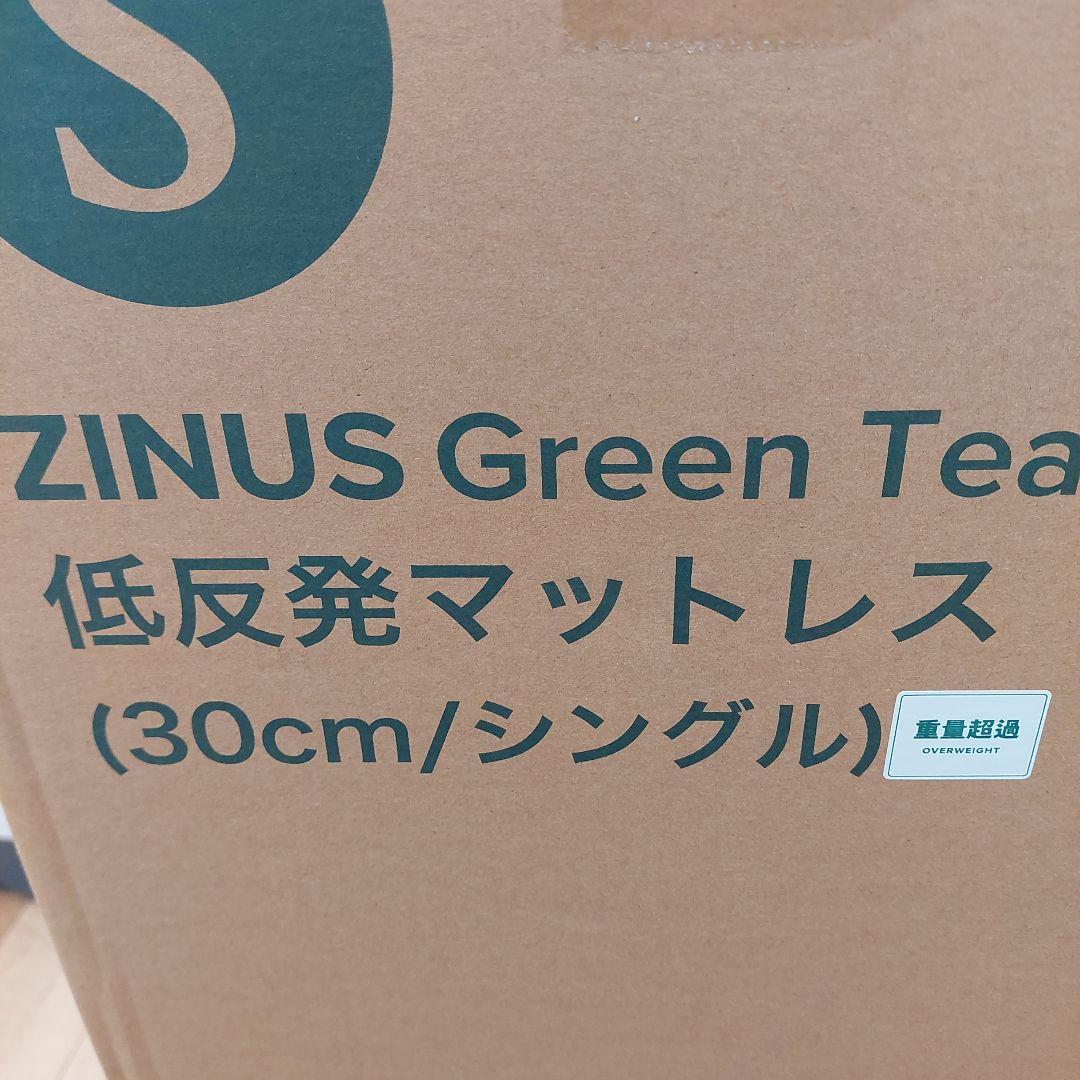 S
ZINUS Green Tea
低反発マットレス
(30cm/シングル)
重量超過
OVERWEIGHT